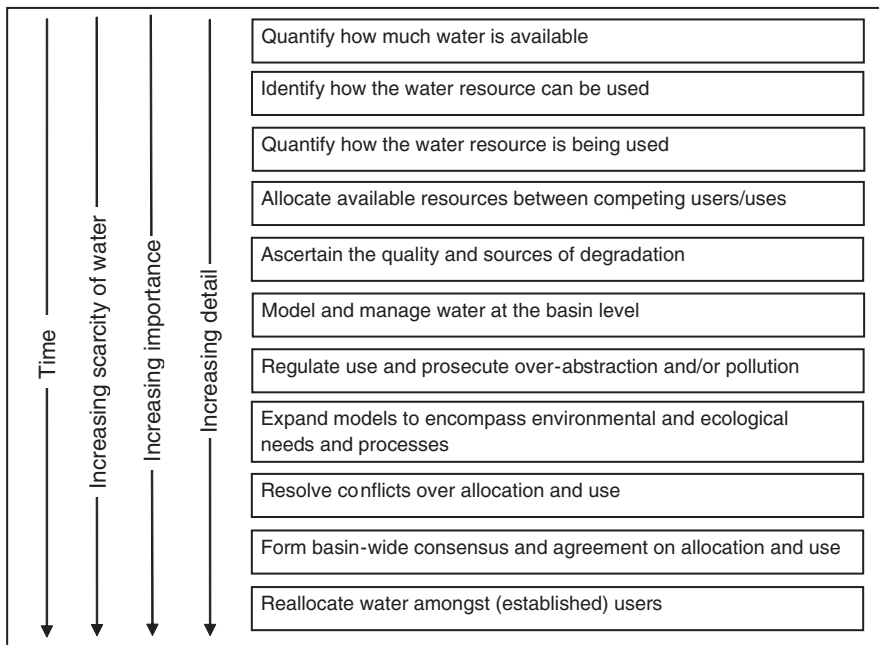 Time
Increasing scarcity of water
Increasing importance
Increasing detail
Quantify how much water is available
Identify how the water resource can be used
Quantify how the water resource is being used
Allocate available resources between competing users/uses
Ascertain the quality and sources of degradation
Model and manage water at the basin level
Regulate use and prosecute over-abstraction and/or pollution
Expand models to encompass environmental and ecological
needs and processes
Resolve conflicts over allocation and use
Form basin-wide consensus and agreement on allocation and use
Reallocate water amongst (established) users